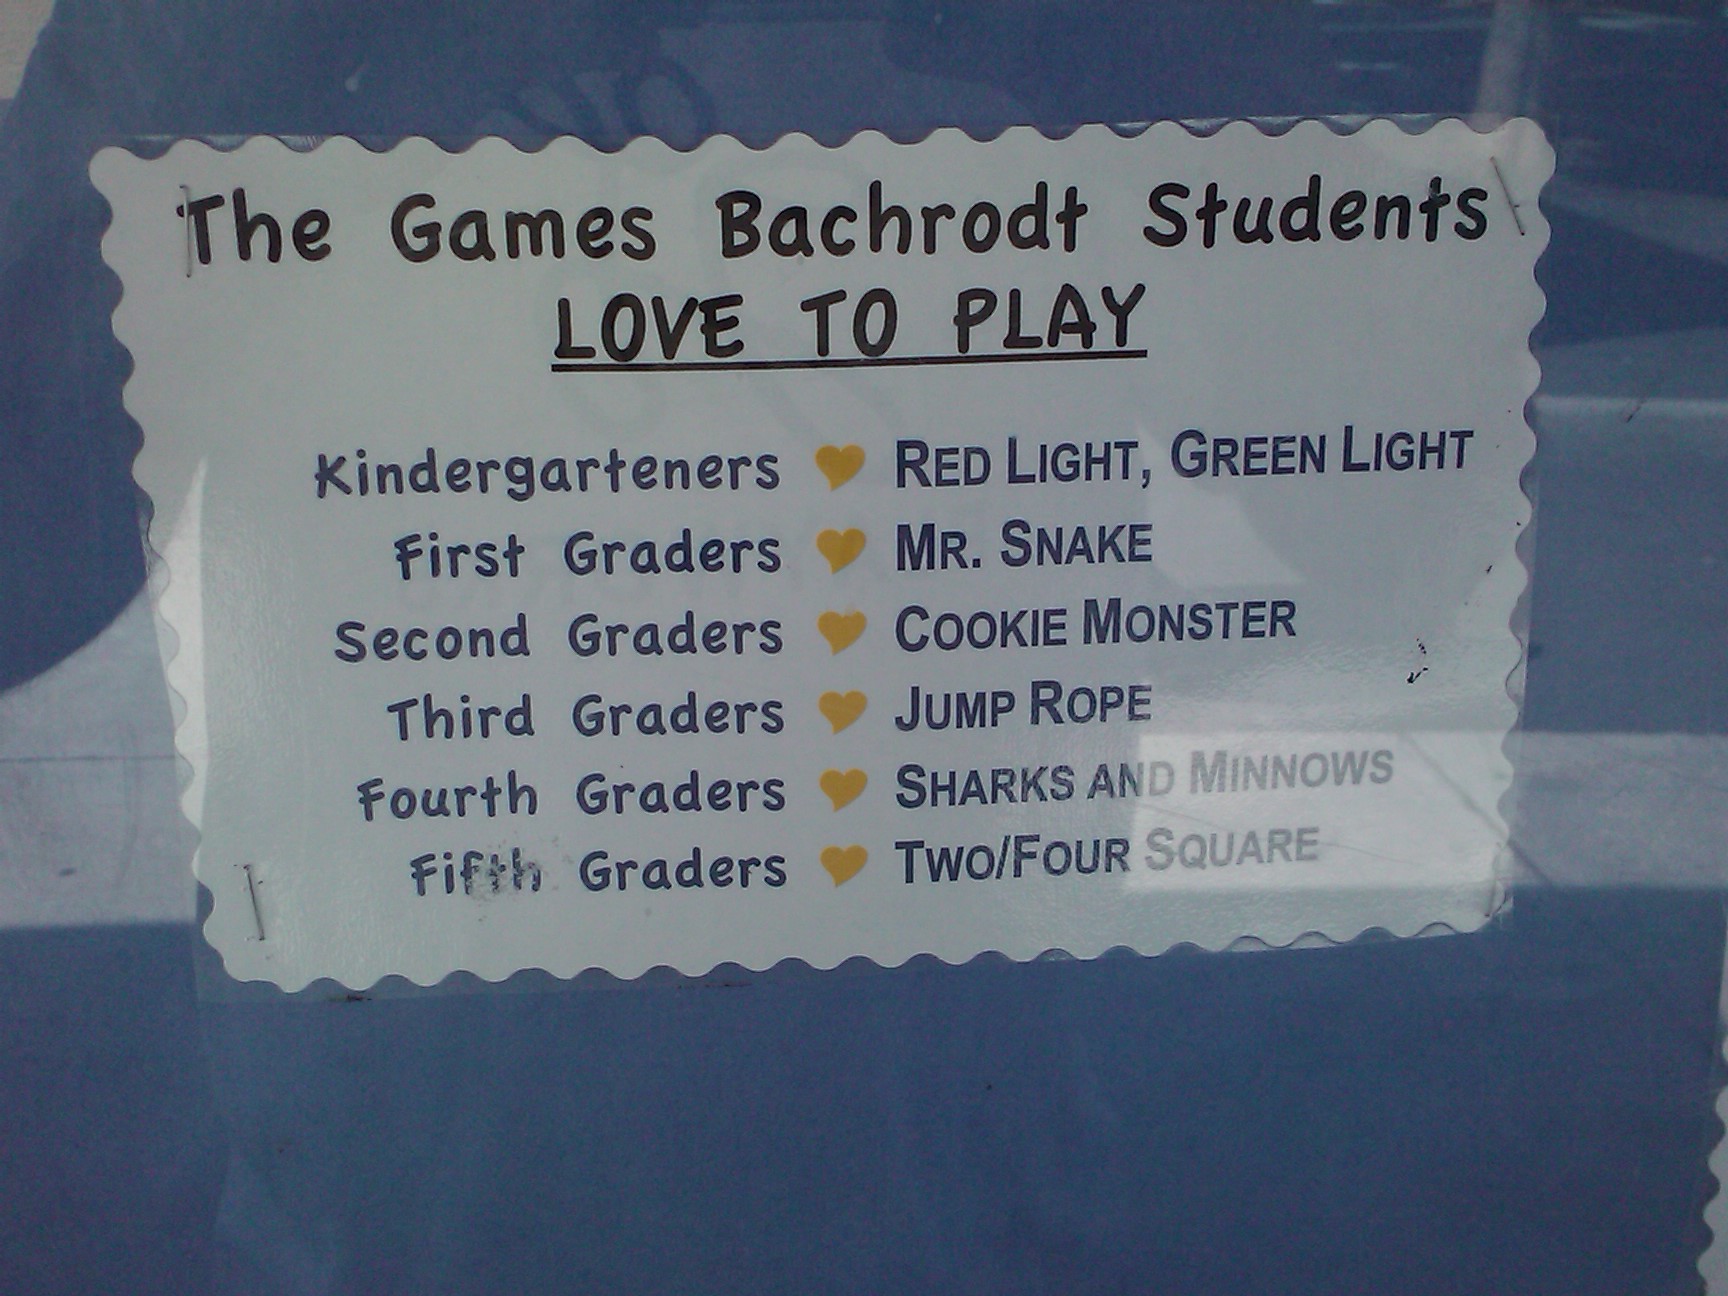 The Games Bachrodt Students
LOVE TO PLAY
Kindergarteners RED LIGHT, GREEN LIGHT
First Graders MR. SNAKE
Second Graders COOKIE MONSTER
Third Graders JUMP ROPE
Fourth Graders SHARKS AND MINNOWS
Fifth Graders TWO/FOUR SQUARE